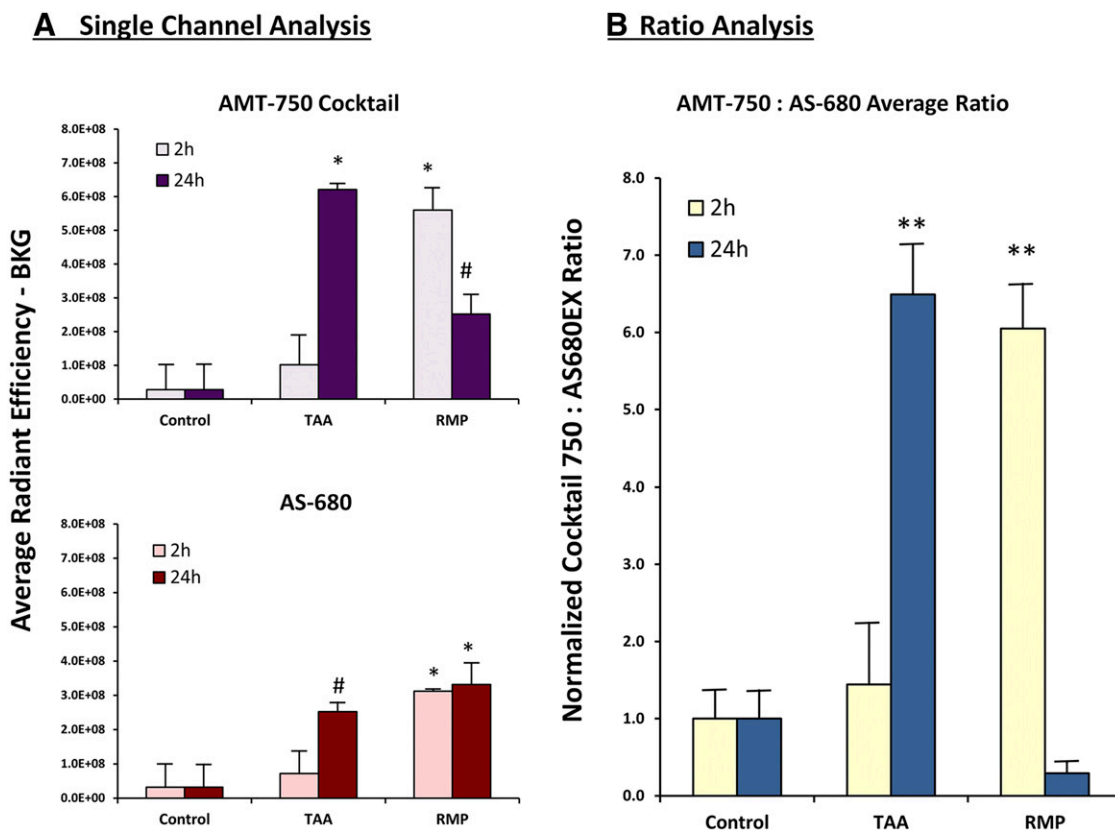 A Single Channel Analysis
AMT-750 Cocktail
8.0E+08
7.0E+08
6.0E+08
5.0E+08
4.0E+08
3.0E+08
2.0E+08
1.0E+08
0.0E+00
2h
24h
*
*
#
Control TAA RMP
Average Radiant Efficiency - BKG
AS-680
8.0E+08
7.0E+08
6.0E+08
5.0E+08
4.0E+08
3.0E+08
2.0E+08
1.0E+08
0.0E+00
2h
24h
#
*
*
Control TAA RMP
B Ratio Analysis
AMT-750 : AS-680 Average Ratio
Normalized Cocktail 750 : AS680EX Ratio
8.0
7.0
6.0
5.0
4.0
3.0
2.0
1.0
0.0
2h
24h
**
**
Control TAA RMP